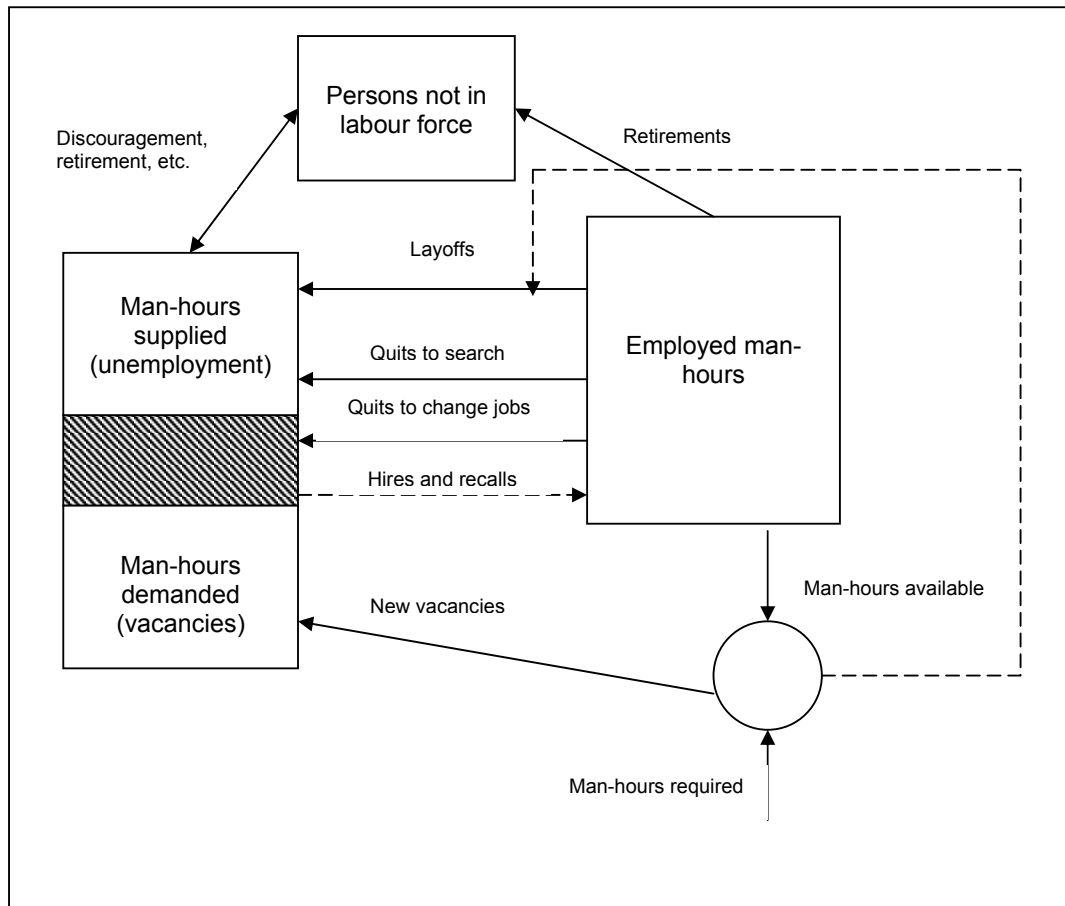 Persons not in
labour force
Discouragement,
retirement, etc.
Retirements
Layoffs
Man-hours
supplied
(unemployment)
Quits to search
Employed man-
hours
Quits to change jobs
Hires and recalls
Man-hours
demanded
(vacancies)
New vacancies
Man-hours available
Man-hours required